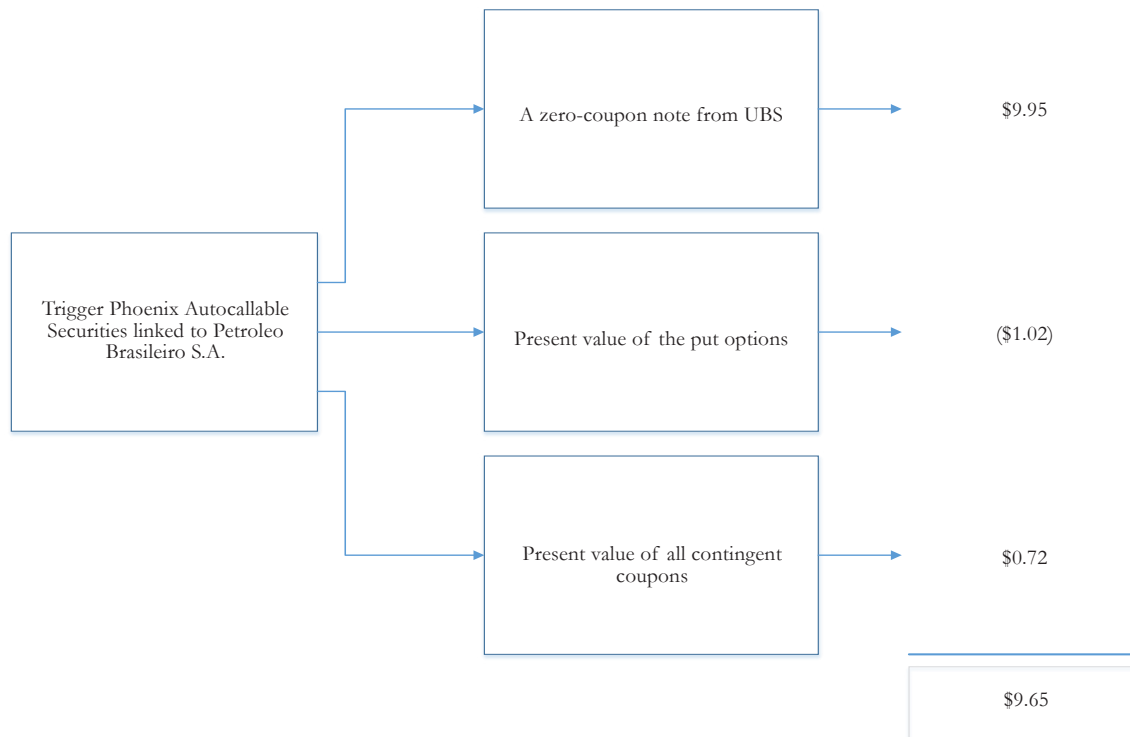 A zero-coupon note from UBS
$9.95
Trigger Phoenix Autocallable
Securities linked to Petroleo
Brasileiro S.A.
Present value of the put options
($1.02)
Present value of all contingent
coupons
$0.72
$9.65